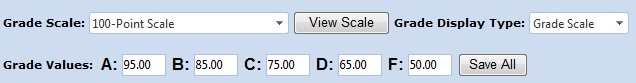 Grade Scale: 100-Point Scale View Scale Grade Display Type: Grade Scale
Grade Values: A: 95.00 B: 85.00 C: 75.00 D: 65.00 F: 50.00 Save All